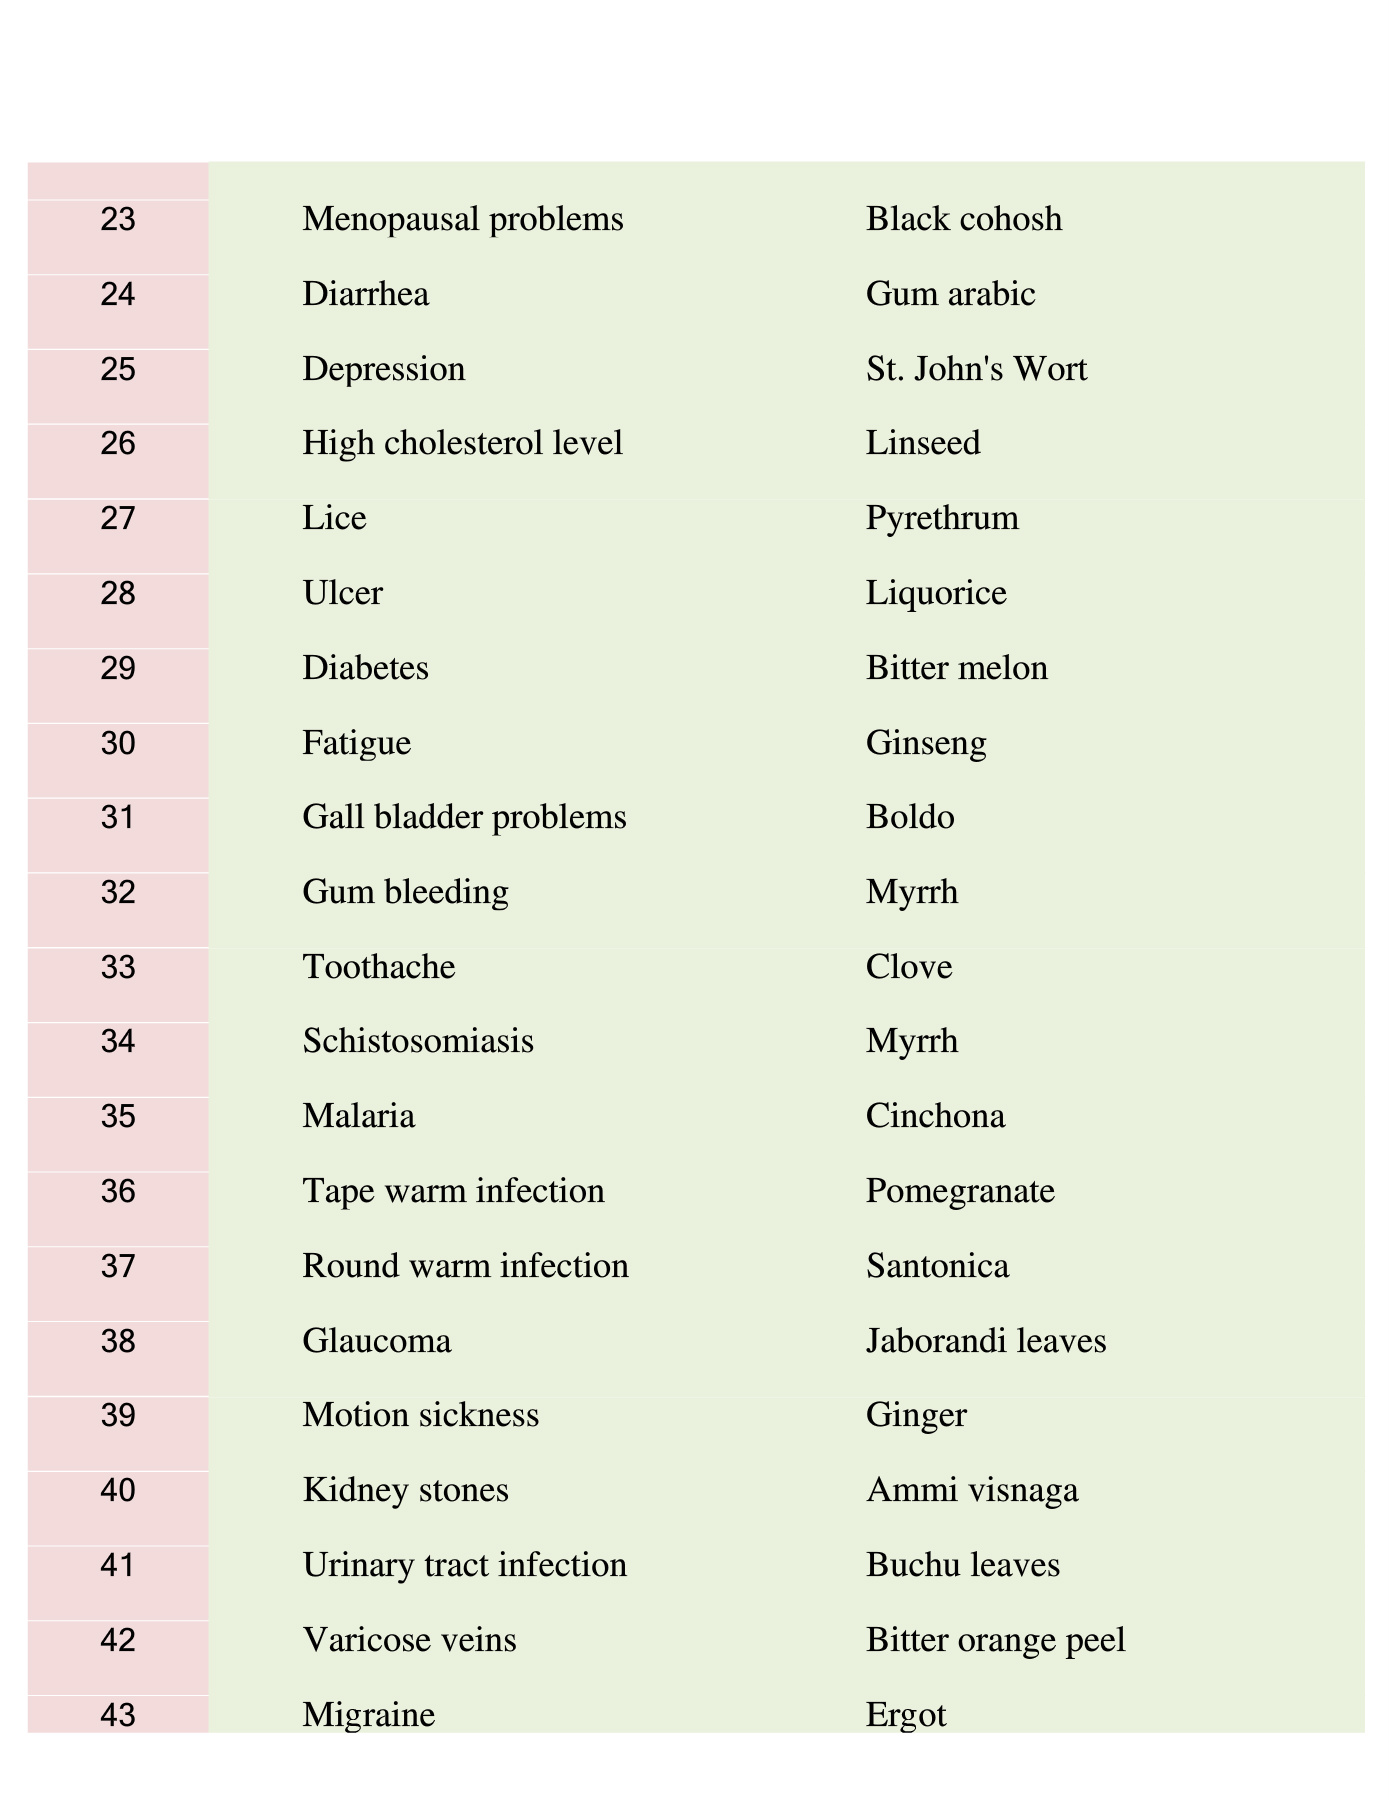 23 Menopausal problems Black cohosh
24 Diarrhea Gum arabic
25 Depression St. John's Wort
26 High cholesterol level Linseed
27 Lice Pyrethrum
28 Ulcer Liquorice
29 Diabetes Bitter melon
30 Fatigue Ginseng
31 Gall bladder problems Boldo
32 Gum bleeding Myrrh
33 Toothache Clove
34 Schistosomiasis Myrrh
35 Malaria Cinchona
36 Tape warm infection Pomegranate
37 Round warm infection Santonica
38 Glaucoma Jaborandi leaves
39 Motion sickness Ginger
40 Kidney stones Ammi visnaga
41 Urinary tract infection Buchu leaves
42 Varicose veins Bitter orange peel
43 Migraine Ergot